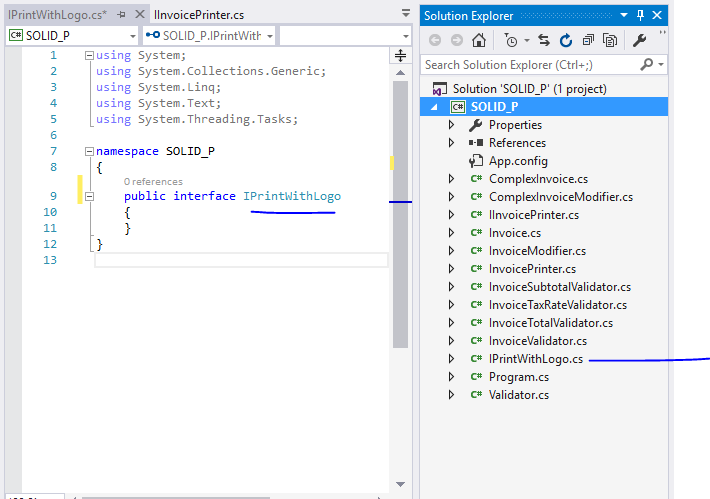 IPrintWithLogo.cs*
IInvoicePrinter.cs
SOLID_P
SOLID_P.IPrintWith
1 using System;
2 using System.Collections.Generic;
3 using System.Linq;
4 using System.Text;
5 using System.Threading.Tasks;
6
7 namespace SOLID_P
8 {
0 references
9 public interface IPrintWithLogo
10 {
11 }
12 }
13
Solution Explorer
Search Solution Explorer (Ctrl+;)
Solution 'SOLID_P' (1 project)
C# SOLID_P
Properties
References
App.config
C# ComplexInvoice.cs
C# ComplexInvoiceModifier.cs
C# IInvoicePrinter.cs
C# Invoice.cs
C# InvoiceModifier.cs
C# InvoicePrinter.cs
C# InvoiceSubtotalValidator.cs
C# InvoiceTaxRateValidator.cs
C# InvoiceTotalValidator.cs
C# InvoiceValidator.cs
C# IPrintWithLogo.cs
C# Program.cs
C# Validator.cs